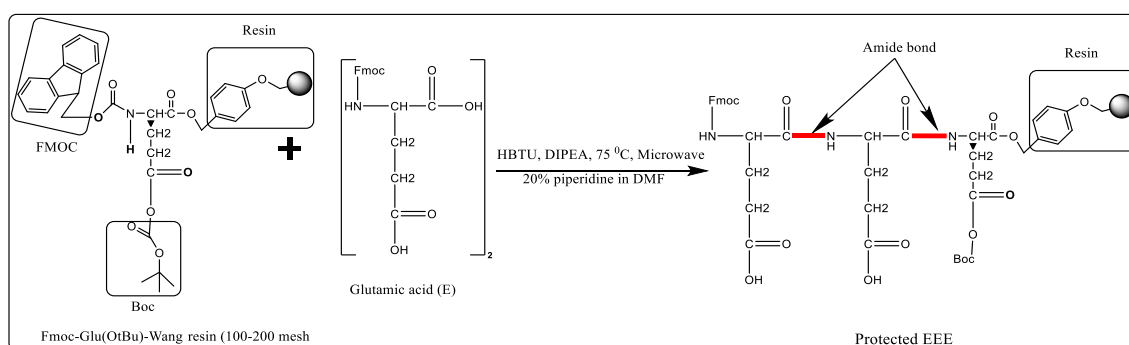 Resin
FMOC
O
O
N
H
O
O
CH2
CH2
O
O
O
O
O
Boc
Fmoc-Glu(OtBu)-Wang resin (100-200 mesh
+
Fmoc
HN
CH
C
O
OH
CH2
CH2
C
O
OH
2
Glutamic acid (E)
HBTU, DIPEA, 75 ⁰C, Microwave
20% piperidine in DMF
Amide bond
Resin
Fmoc
O
O
O
O
HN
CH
C
N
H
CH
C
NH
C
O
CH2
CH2
CH2
CH2
CH2
CH2
C
O
C
O
O
O
OH
OH
Boc
Protected EEE